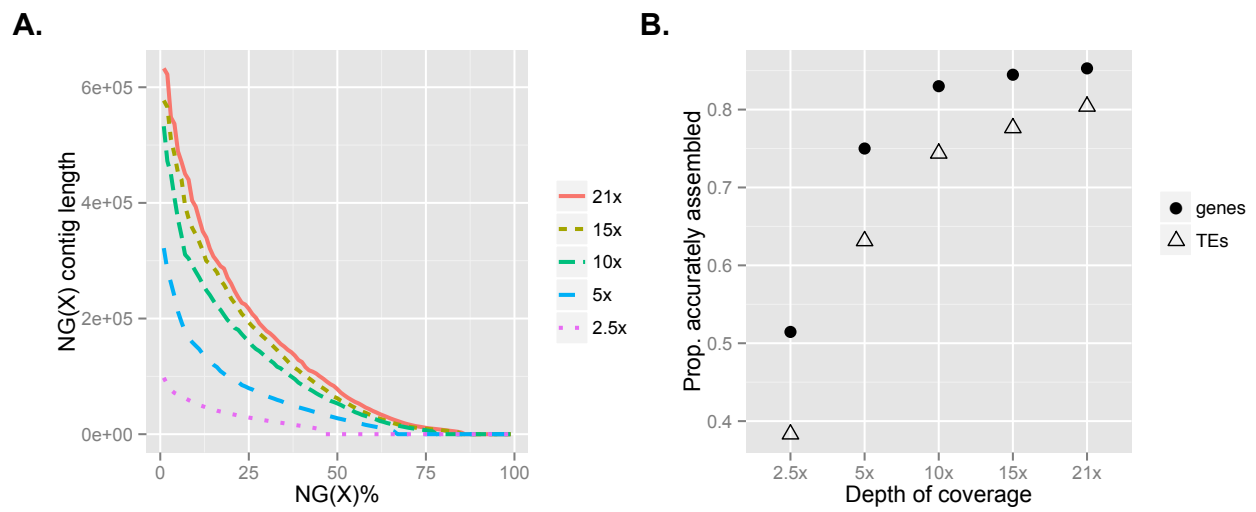 A.
6e+05
4e+05
2e+05
0e+00
NG(X) contig length
0
25
50
75
100
NG(X)%
21x
15x
10x
5x
2.5x
B.
0.8
0.7
0.6
0.5
0.4
Prop. accurately assembled
2.5x
5x
10x
15x
21x
Depth of coverage
genes
TEs